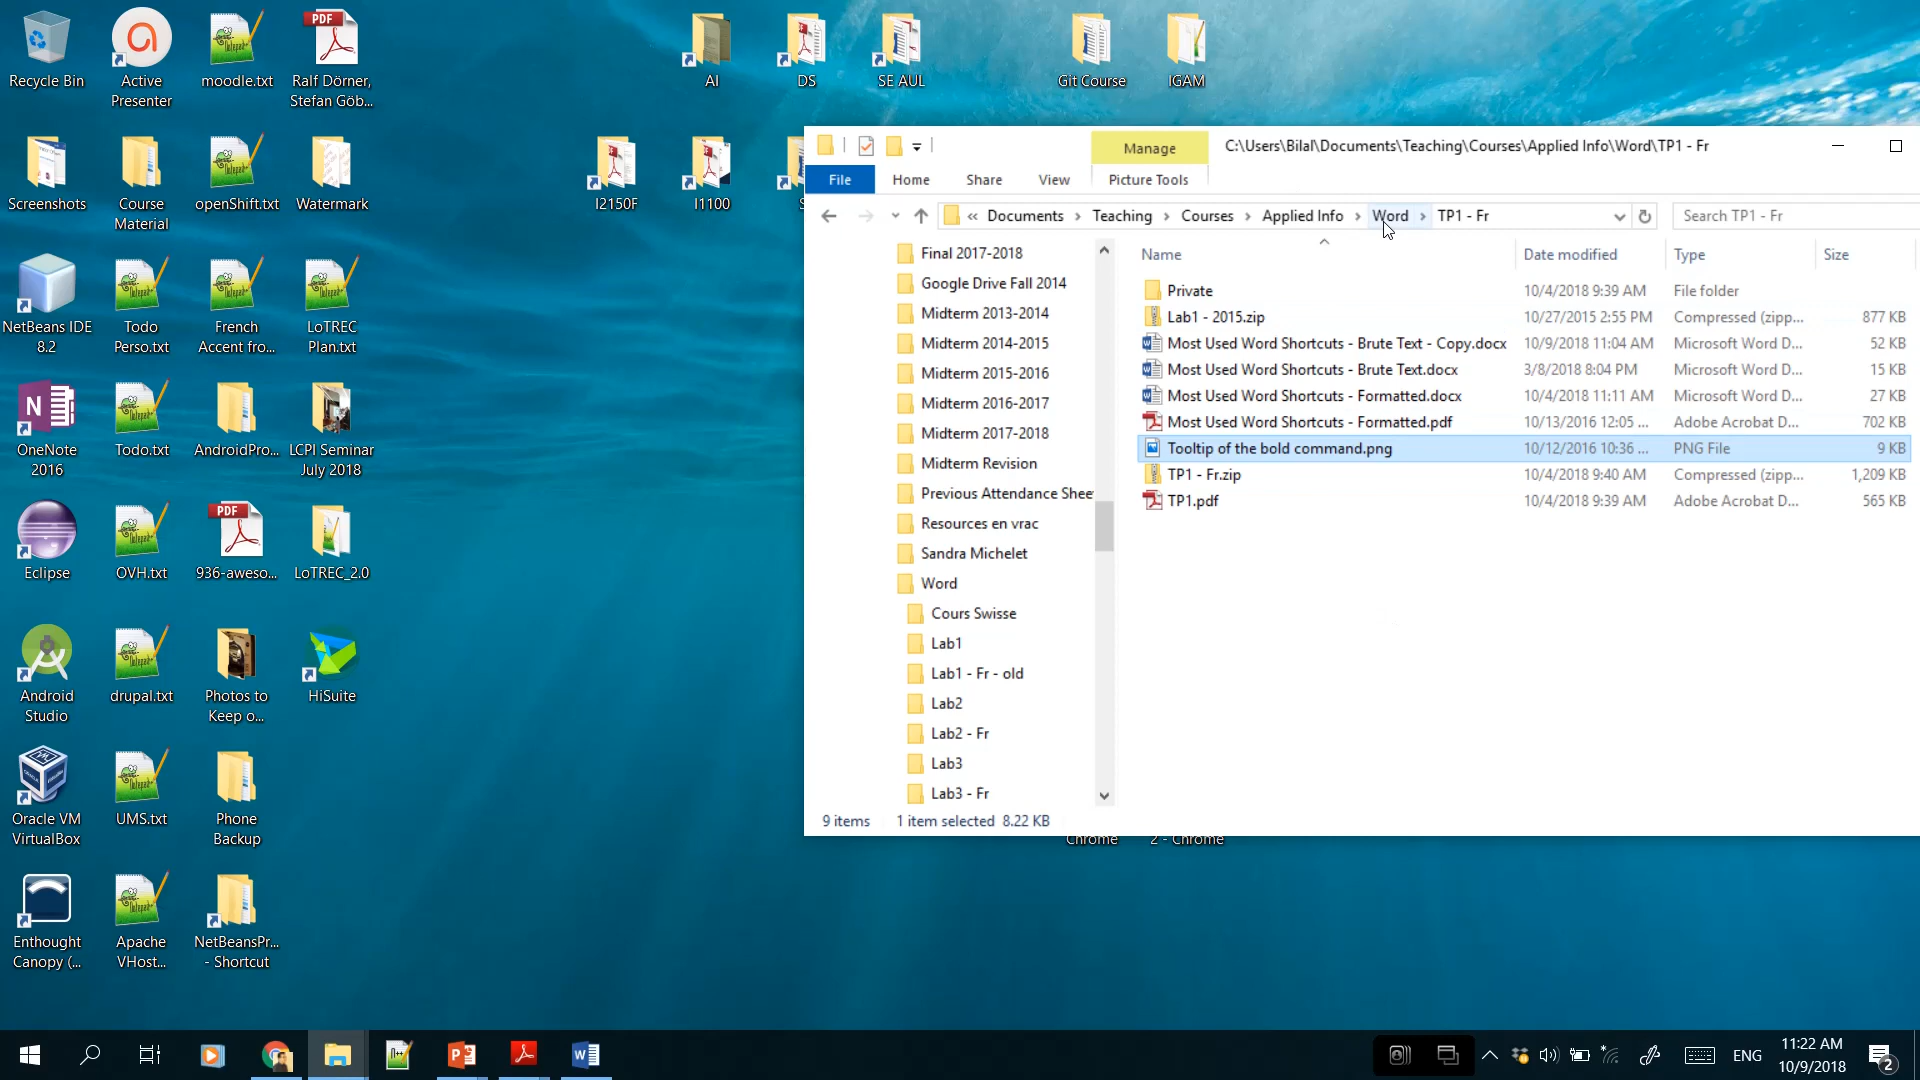 Recycle Bin
Active
Presenter
moodle.txt
Ralf Dörner,
Stefan Göb...
Screenshots
Course
Material
openShift.txt
Watermark
NetBeans IDE
8.2
Todo
Perso.txt
French
Accent fro...
LoTREC
Plan.txt
OneNote
2016
Todo.txt
AndroidPro...
LCPI Seminar
July 2018
Eclipse
OVH.txt
936-aweso...
LoTREC_2.0
Android
Studio
drupal.txt
Photos to
Keep o...
HiSuite
Oracle VM
VirtualBox
UMS.txt
Phone
Backup
Enthought
Canopy (...
Apache
VHost...
NetBeansPr...
- Shortcut
AI
DS
SE AUL
Git Course
IGAM
I2150F
I1100
Manage
C:\Users\Bilal\Documents\Teaching\Courses\Applied Info\Word\TP1 - Fr
File
Home
Share
View
Picture Tools
« Documents › Teaching › Courses › Applied Info › Word › TP1 - Fr
Search TP1 - Fr
Final 2017-2018
Google Drive Fall 2014
Midterm 2013-2014
Midterm 2014-2015
Midterm 2015-2016
Midterm 2016-2017
Midterm 2017-2018
Midterm Revision
Previous Attendance Shee
Resources en vrac
Sandra Michelet
Word
Cours Swisse
Lab1
Lab1 - Fr - old
Lab2
Lab2 - Fr
Lab3
Lab3 - Fr
Name Date modified Type Size
Private 10/4/2018 9:39 AM File folder
Lab1 - 2015.zip 10/27/2015 2:55 PM Compressed (zipp... 877 KB
Most Used Word Shortcuts - Brute Text - Copy.docx 10/9/2018 11:04 AM Microsoft Word D... 52 KB
Most Used Word Shortcuts - Brute Text.docx 3/8/2018 8:04 PM Microsoft Word D... 15 KB
Most Used Word Shortcuts - Formatted.docx 10/4/2018 11:11 AM Microsoft Word D... 27 KB
Most Used Word Shortcuts - Formatted.pdf 10/13/2016 12:05 ... Adobe Acrobat D... 702 KB
Tooltip of the bold command.png 10/12/2016 10:36 ... PNG File 9 KB
TP1 - Fr.zip 10/4/2018 9:40 AM Compressed (zipp... 1,209 KB
TP1.pdf 10/4/2018 9:39 AM Adobe Acrobat D... 565 KB
9 items 1 item selected 8.22 KB
Chrome
2 - Chrome
ENG
11:22 AM
10/9/2018
2